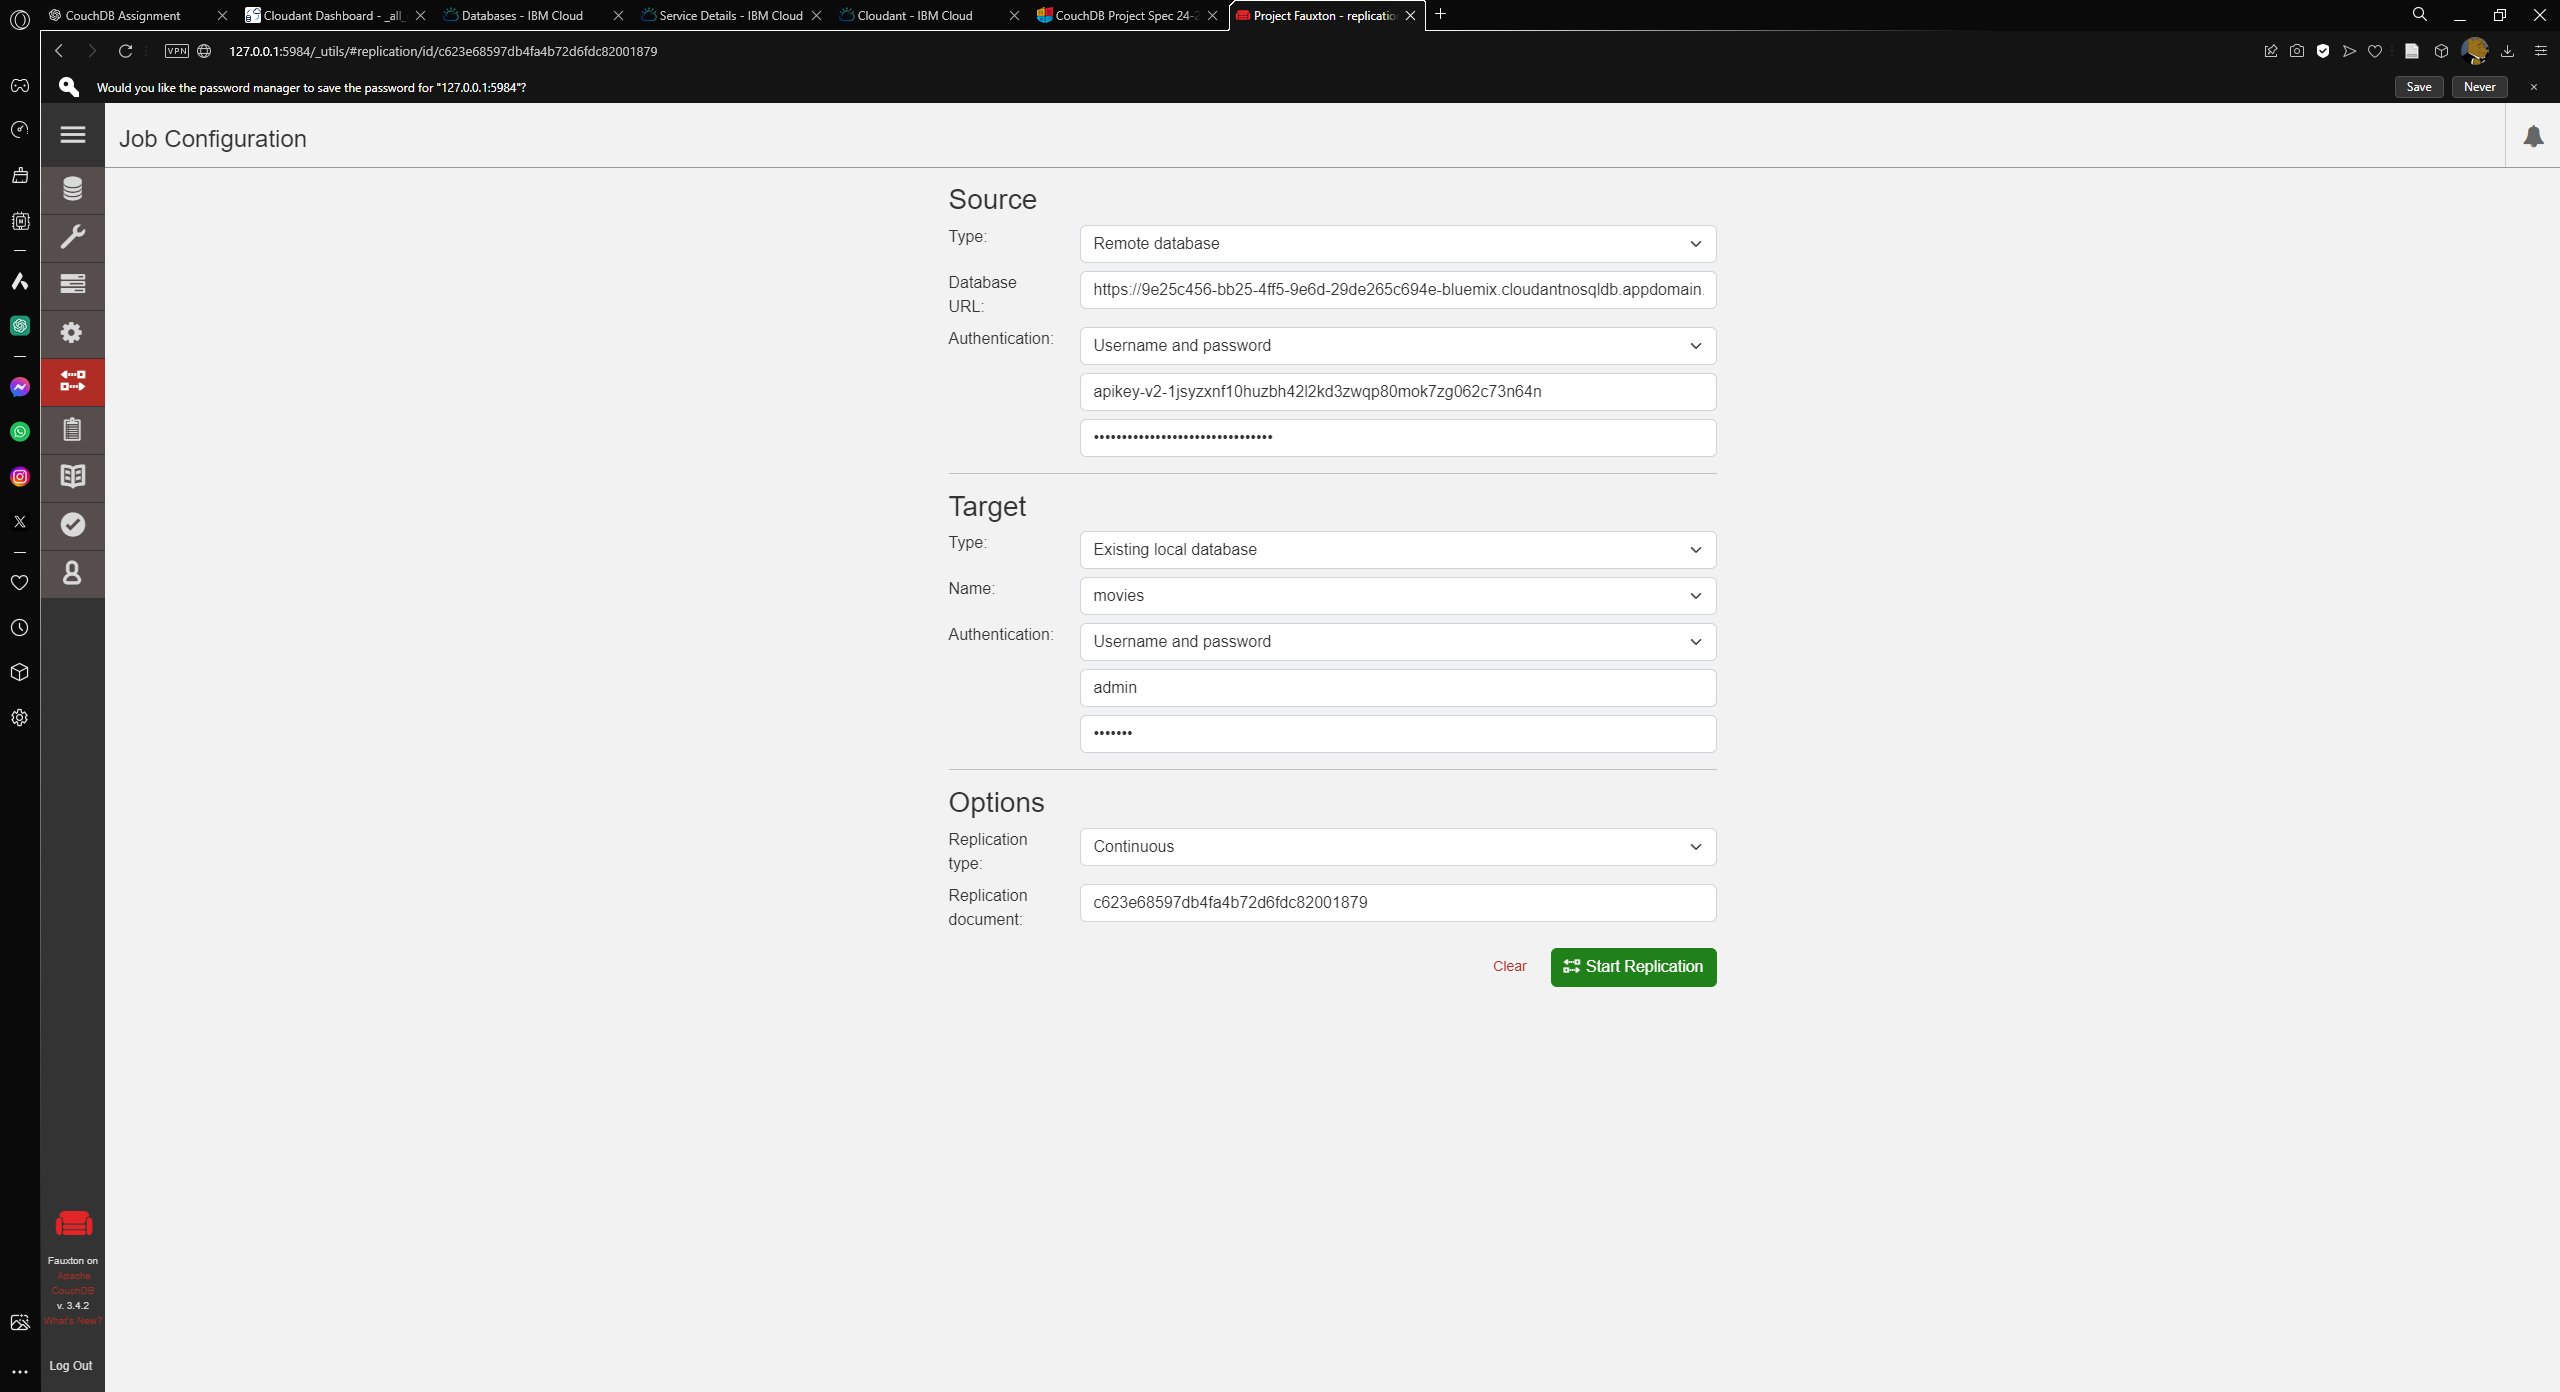 CouchDB Assignment
Cloudant Dashboard - _all_
Databases - IBM Cloud
Service Details - IBM Cloud
Cloudant - IBM Cloud
CouchDB Project Spec 24-2
Project Fauxton - replicatio
VPN
127.0.0.1:5984/_utils/#replication/id/c623e68597db4fa4b72d6fdc82001879
Would you like the password manager to save the password for "127.0.0.1:5984"?
Save
Never
Job Configuration
Source
Type:
Remote database
Database
URL:
https://9e25c456-bb25-4ff5-9e6d-29de265c694e-bluemix.cloudantnosqldb.appdomain.
Authentication:
Username and password
apikey-v2-1jsyzxnf10huzbh42l2kd3zwqp80mok7zg062c73n64n
Target
Type:
Existing local database
Name:
movies
Authentication:
Username and password
admin
Options
Replication
type:
Continuous
Replication
document:
c623e68597db4fa4b72d6fdc82001879
Clear
Start Replication
Fauxton on
Apache
CouchDB
v. 3.4.2
What's New?
Log Out